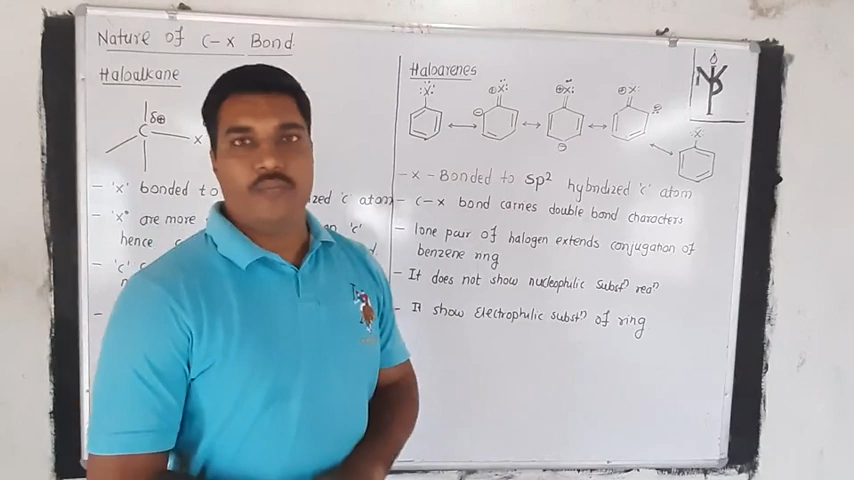 Nature of C-X Bond
Haloalkane
C
δ⊕
X
- 'X' bonded to
ized 'c' atom
- 'X' are more
'c'
hence
- 'c'
Haloarenes
:Ẍ:
⊕Ẍ:
⊕Ẍ:
⊕Ẍ:
:Ẍ:
- X - Bonded to sp² hybridized 'c' atom
- C-X bond carries double bond characters
- lone pair of halogen extends conjugation of
benzene ring
- It does not show nucleophilic substⁿ reaⁿ
- It show Electrophilic substⁿ of ring